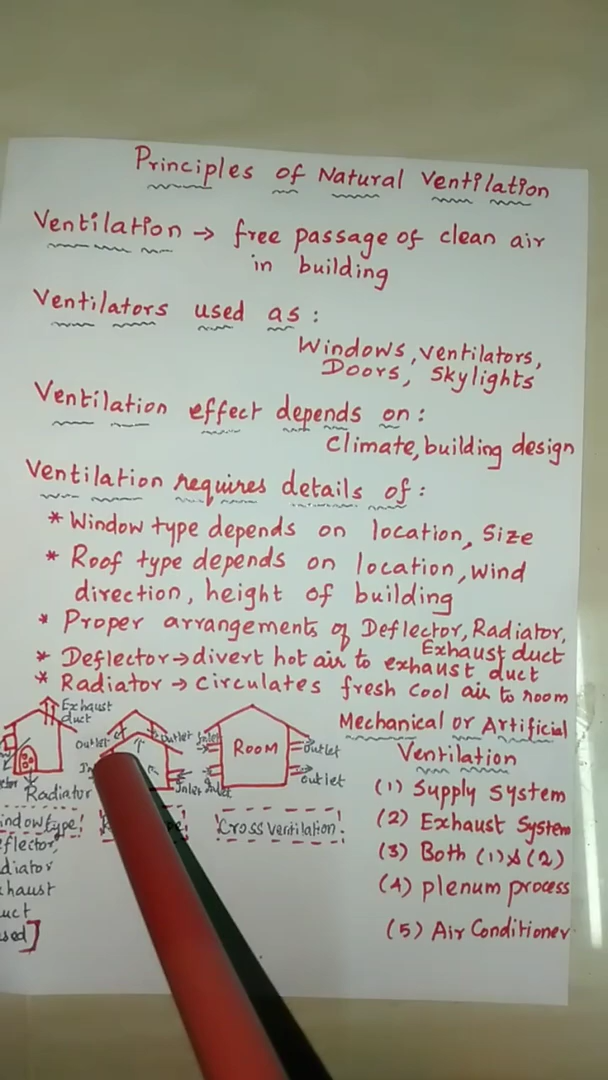 Principles of Natural Ventilation
Ventilation → free passage of clean air
in building
Ventilators used as :
Windows, ventilators,
Doors, Skylights
Ventilation effect depends on :
Climate, building design
Ventilation requires details of :
* Window type depends on location, Size
* Roof type depends on location, wind
direction, height of building
* Proper arrangements of Deflector, Radiator,
Exhaust duct
* Deflector → divert hot air to exhaust duct
* Radiator → circulates fresh cool air to room
Exhaust
duct
Radiator
outlet
outlet
Inlet
Inlet
Inlet
ROOM
outlet
outlet
Cross ventilation.
Mechanical or Artificial
Ventilation
(1) Supply System
(2) Exhaust System
(3) Both (1) & (2)
(4) plenum process
(5) Air Conditioner